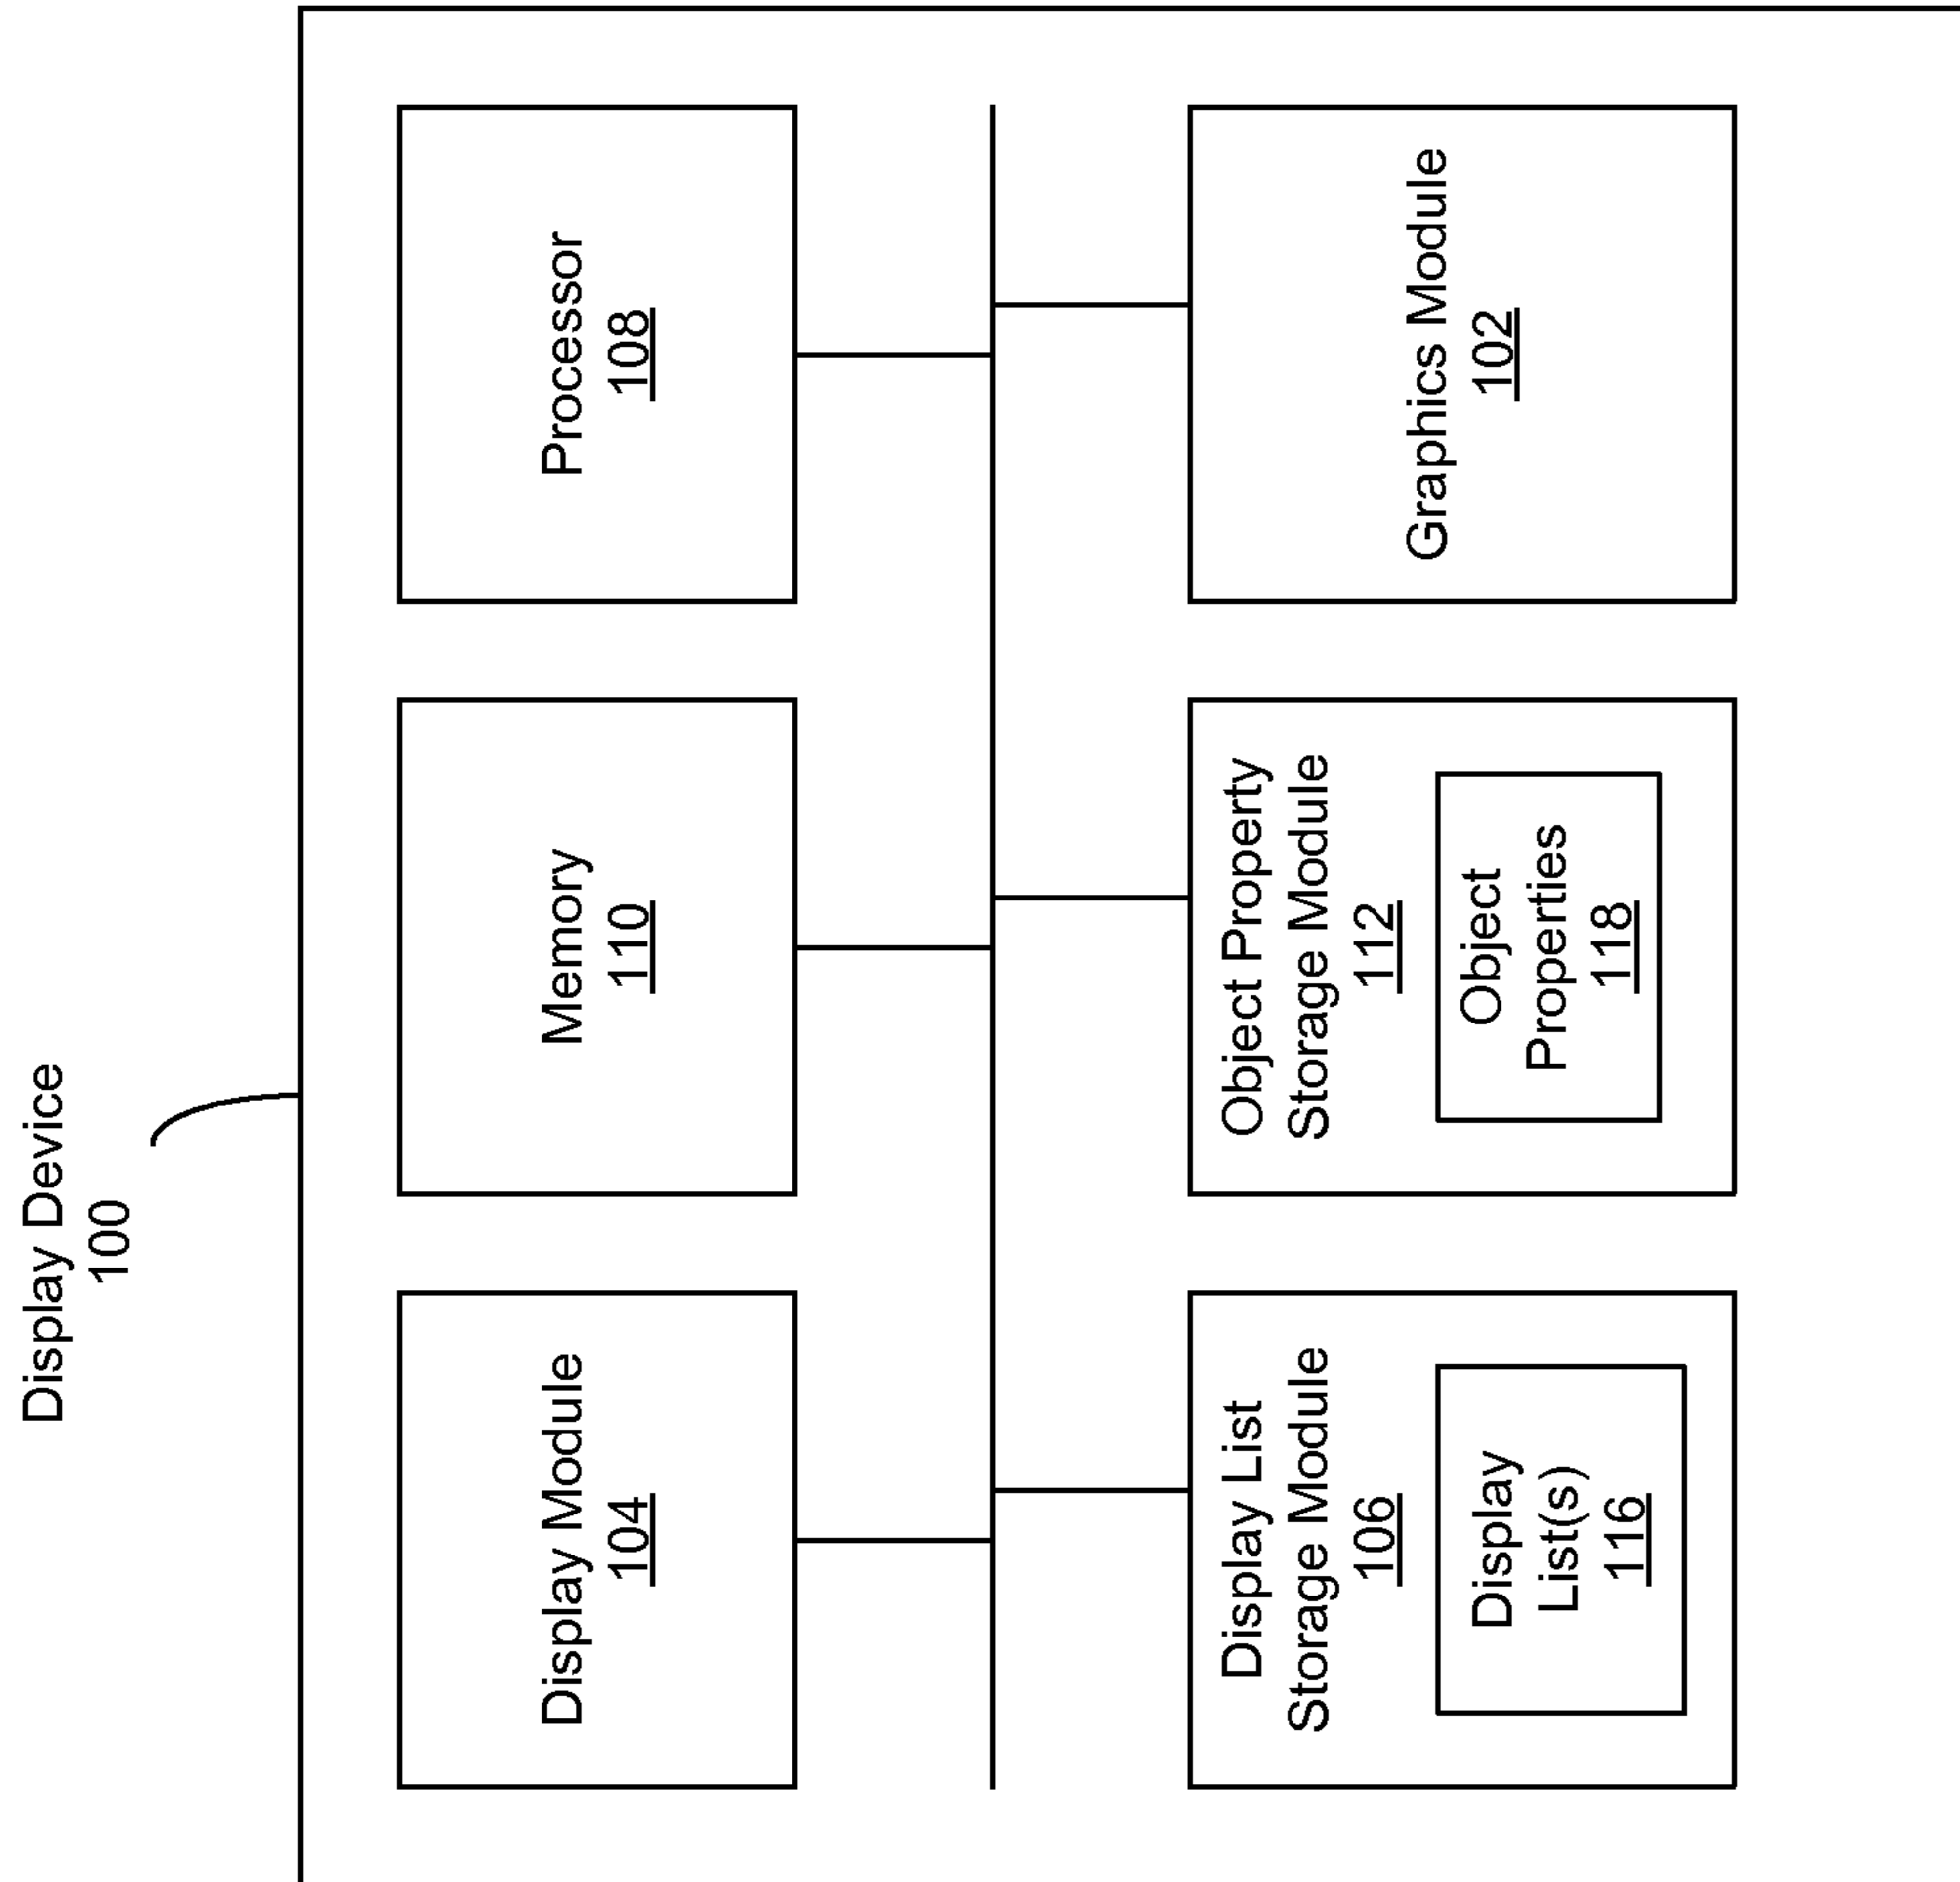 Display Device
100
Display Module
104
Memory
110
Processor
108
Display List
Storage Module
106
Display
List(s)
116
Object Property
Storage Module
112
Object
Properties
118
Graphics Module
102